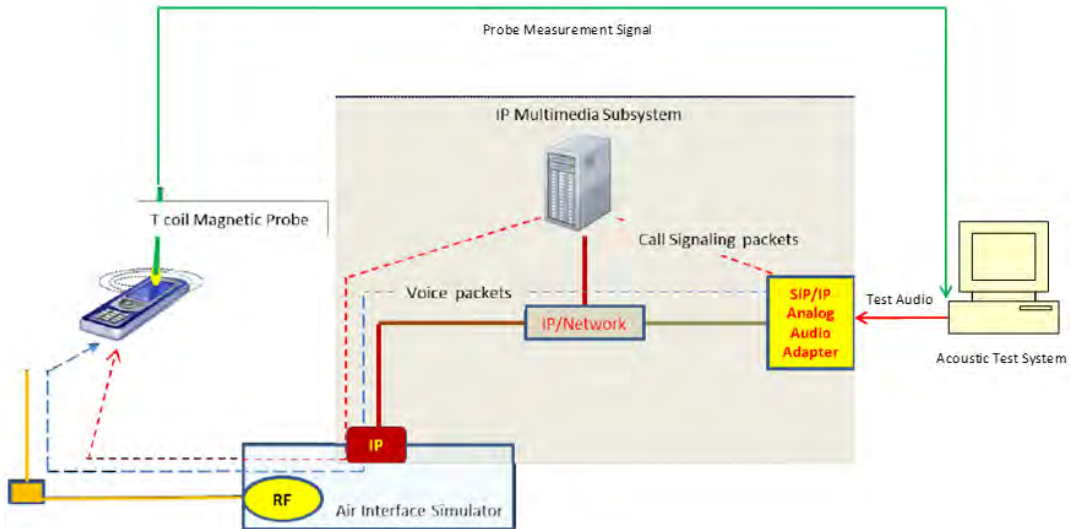 Probe Measurement Signal
IP Multimedia Subsystem
T coil Magnetic Probe
Call Signaling packets
Voice packets
SIP/IP
Analog
Audio
Adapter
Test Audio
IP/Network
Acoustic Test System
IP
RF
Air Interface Simulator